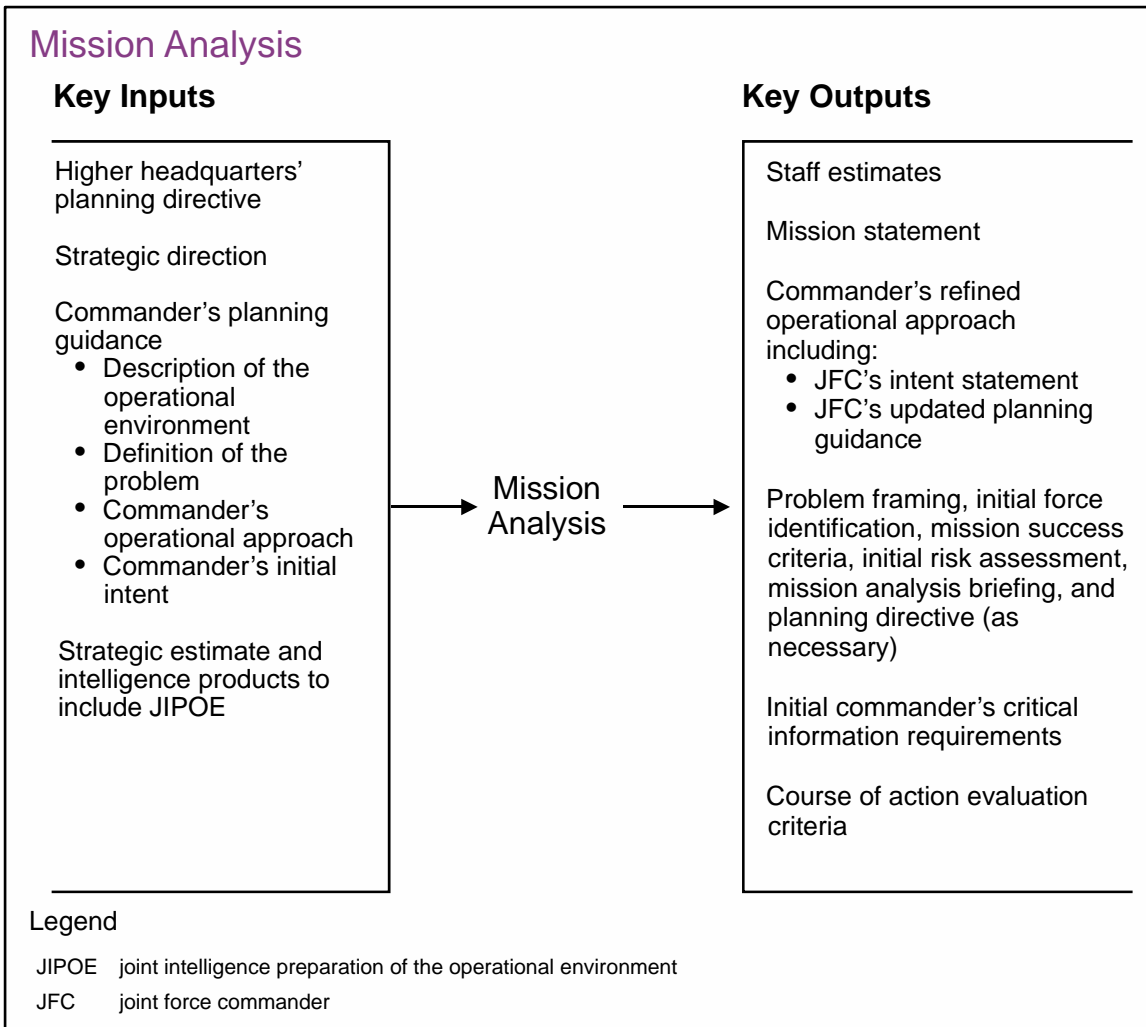 Mission Analysis
Key Inputs
Higher headquarters’
planning directive
Strategic direction
Commander’s planning
guidance
• Description of the
operational
environment
• Definition of the
problem
• Commander’s
operational approach
• Commander’s initial
intent
Strategic estimate and
intelligence products to
include JIPOE
Mission
Analysis
Key Outputs
Staff estimates
Mission statement
Commander’s refined
operational approach
including:
• JFC’s intent statement
• JFC’s updated planning
guidance
Problem framing, initial force
identification, mission success
criteria, initial risk assessment,
mission analysis briefing, and
planning directive (as
necessary)
Initial commander’s critical
information requirements
Course of action evaluation
criteria
Legend
JIPOE joint intelligence preparation of the operational environment
JFC joint force commander